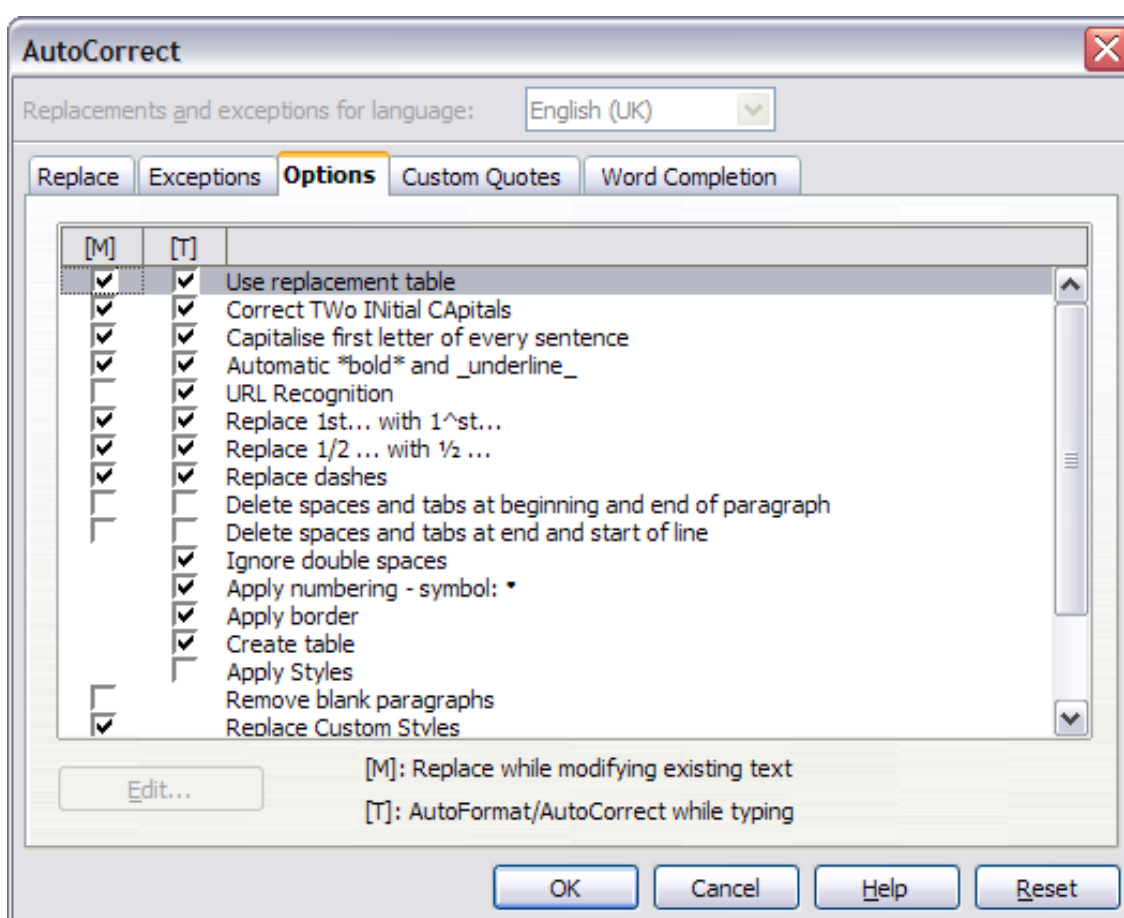 AutoCorrect
Replacements and exceptions for language: English (UK)
Replace Exceptions Options Custom Quotes Word Completion
[M] [T]
Use replacement table
Correct TWo INitial CApitals
Capitalise first letter of every sentence
Automatic *bold* and _underline_
URL Recognition
Replace 1st... with 1^st...
Replace 1/2 ... with ½ ...
Replace dashes
Delete spaces and tabs at beginning and end of paragraph
Delete spaces and tabs at end and start of line
Ignore double spaces
Apply numbering - symbol: •
Apply border
Create table
Apply Styles
Remove blank paragraphs
Replace Custom Styles
[M]: Replace while modifying existing text
Edit...
[T]: AutoFormat/AutoCorrect while typing
OK Cancel Help Reset